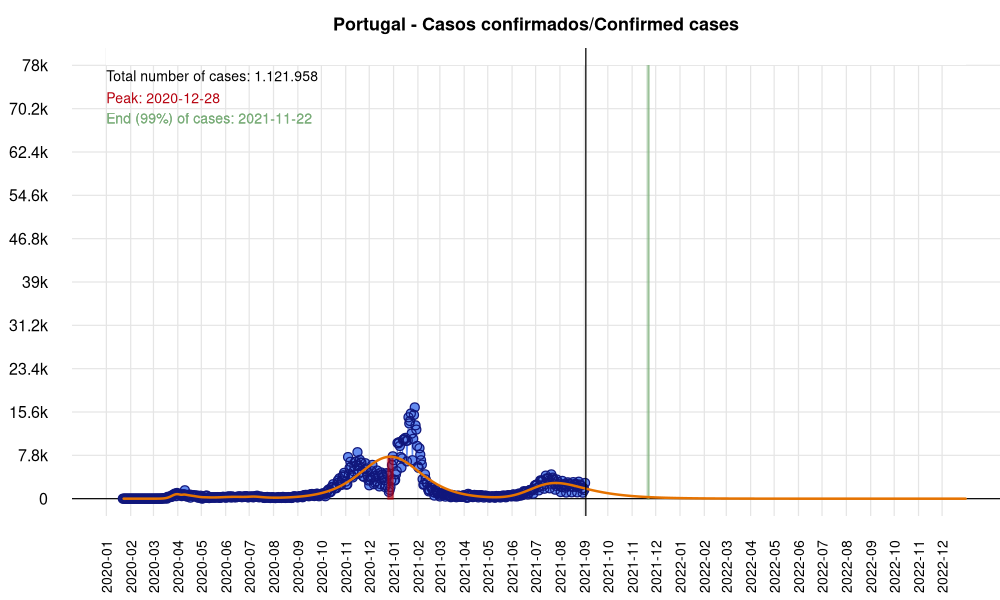 Portugal - Casos confirmados/Confirmed cases
Total number of cases: 1.121.958
Peak: 2020-12-28
End (99%) of cases: 2021-11-22
78k
70.2k
62.4k
54.6k
46.8k
39k
31.2k
23.4k
15.6k
7.8k
0
2020-01
2020-02
2020-03
2020-04
2020-05
2020-06
2020-07
2020-08
2020-09
2020-10
2020-11
2020-12
2021-01
2021-02
2021-03
2021-04
2021-05
2021-06
2021-07
2021-08
2021-09
2021-10
2021-11
2021-12
2022-01
2022-02
2022-03
2022-04
2022-05
2022-06
2022-07
2022-08
2022-09
2022-10
2022-11
2022-12